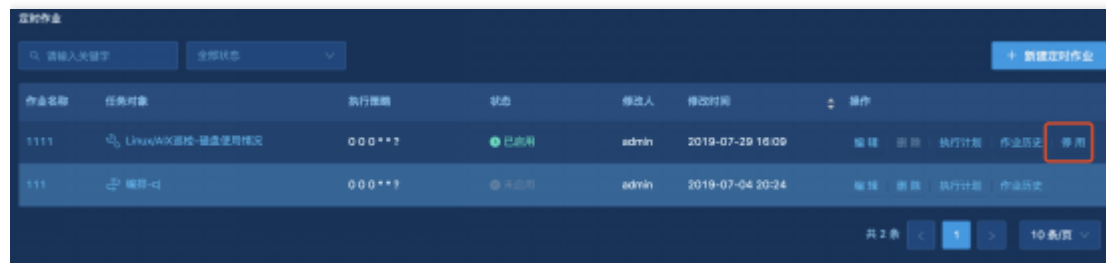 定时作业
请输入关键字 全部状态 + 新建定时作业
作业名称 任务对象 执行策略 状态 修改人 修改时间 操作
1111 Linux/AIX巡检-磁盘使用情况 0 0 0 * * ? 已启用 admin 2019-07-29 16:09 编辑 删除 执行计划 作业历史 停用
111 编排-cj 0 0 0 * * ? 未启用 admin 2019-07-04 20:24 编辑 删除 执行计划 作业历史
共 2 条 < 1 > 10 条/页